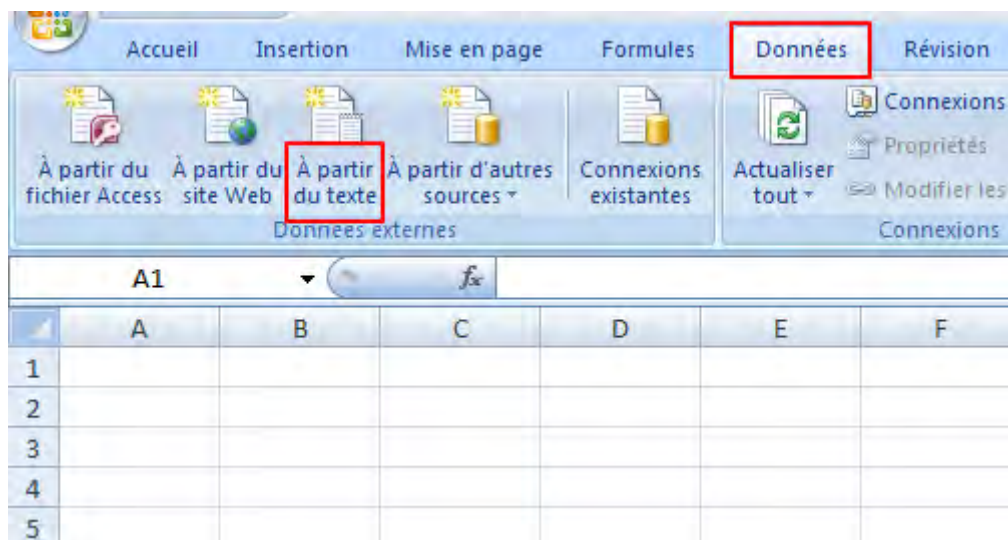 Accueil Insertion Mise en page Formules Données Révision
À partir du fichier Access
À partir du site Web
À partir du texte
À partir d'autres sources
Connexions existantes
Actualiser tout
Connexions
Propriétés
Modifier les
Données externes
Connexions
A1
fx
A B C D E F
1
2
3
4
5